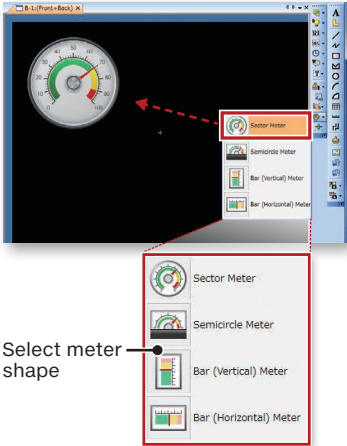 B-1:(Front+Back)
Sector Meter
Semicircle Meter
Bar (Vertical) Meter
Bar (Horizontal) Meter
Sector Meter
Semicircle Meter
Select meter
shape
Bar (Vertical) Meter
Bar (Horizontal) Meter